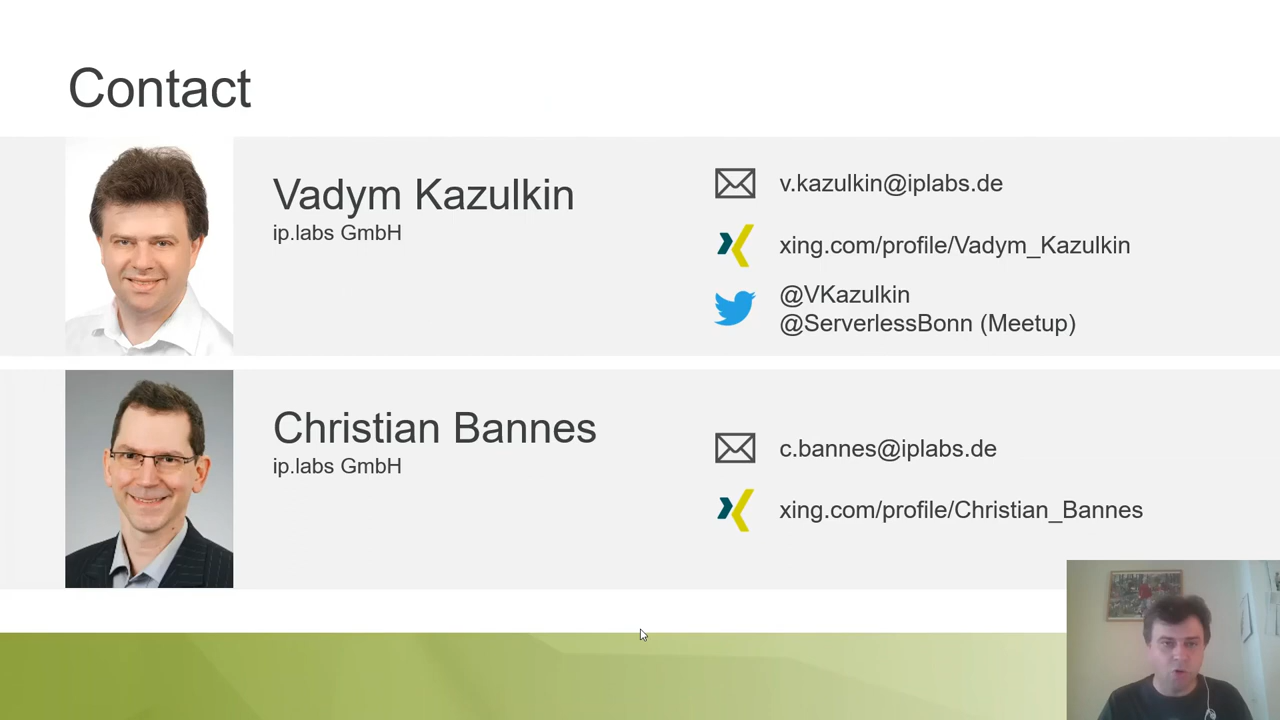 Contact
Vadym Kazulkin
ip.labs GmbH
v.kazulkin@iplabs.de
xing.com/profile/Vadym_Kazulkin
@VKazulkin
@ServerlessBonn (Meetup)
Christian Bannes
ip.labs GmbH
c.bannes@iplabs.de
xing.com/profile/Christian_Bannes